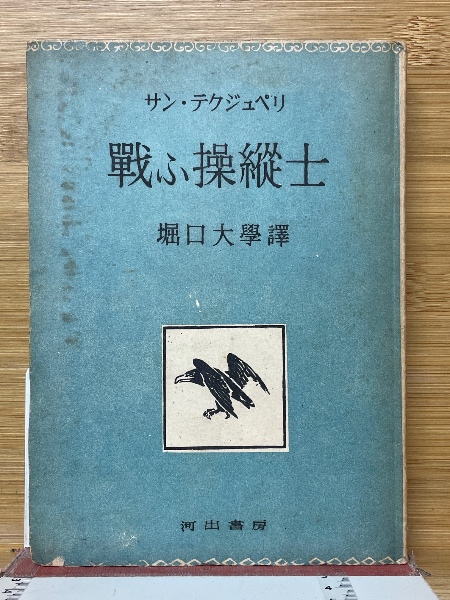 サン・テクジュペリ
戰ふ操縱士
堀口大學譯
河出書房